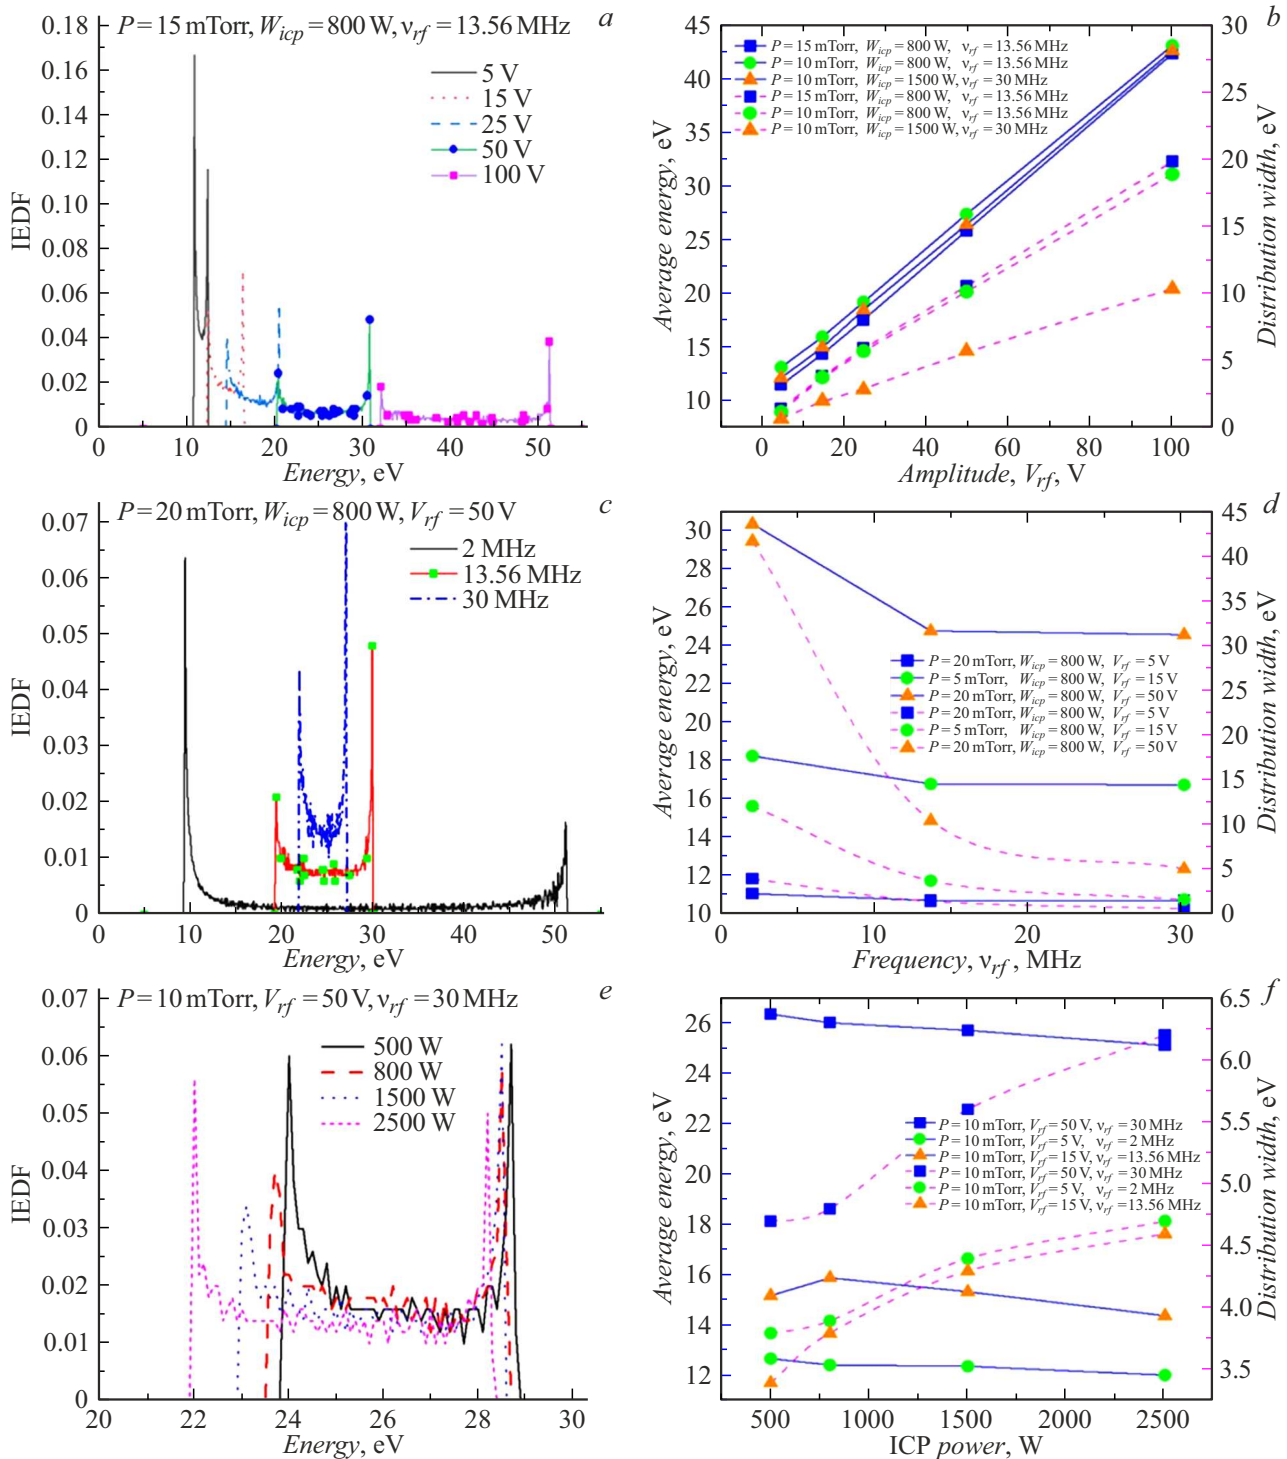 a
P = 15 mTorr, W_icp = 800 W, ν_rf = 13.56 MHz
0.18
0.16
0.14
0.12
0.10
0.08
0.06
0.04
0.02
0
IEDF
5 V
15 V
25 V
50 V
100 V
0 10 20 30 40 50
Energy, eV
b
45
40
35
30
25
20
15
10
Average energy, eV
P = 15 mTorr, W_icp = 800 W, ν_rf = 13.56 MHz
P = 10 mTorr, W_icp = 800 W, ν_rf = 13.56 MHz
P = 10 mTorr, W_icp = 1500 W, ν_rf = 30 MHz
P = 15 mTorr, W_icp = 800 W, ν_rf = 13.56 MHz
P = 10 mTorr, W_icp = 800 W, ν_rf = 13.56 MHz
P = 10 mTorr, W_icp = 1500 W, ν_rf = 30 MHz
30
25
20
15
10
5
0
Distribution width, eV
0 20 40 60 80 100
Amplitude, V_rf, V
c
P = 20 mTorr, W_icp = 800 W, V_rf = 50 V
0.07
0.06
0.05
0.04
0.03
0.02
0.01
0
IEDF
2 MHz
13.56 MHz
30 MHz
0 10 20 30 40 50
Energy, eV
d
30
28
26
24
22
20
18
16
14
12
10
Average energy, eV
P = 20 mTorr, W_icp = 800 W, V_rf = 5 V
P = 5 mTorr, W_icp = 800 W, V_rf = 15 V
P = 20 mTorr, W_icp = 800 W, V_rf = 50 V
P = 20 mTorr, W_icp = 800 W, V_rf = 5 V
P = 5 mTorr, W_icp = 800 W, V_rf = 15 V
P = 20 mTorr, W_icp = 800 W, V_rf = 50 V
45
40
35
30
25
20
15
10
5
0
Distribution width, eV
0 10 20 30
Frequency, ν_rf, MHz
e
P = 10 mTorr, V_rf = 50 V, ν_rf = 30 MHz
0.07
0.06
0.05
0.04
0.03
0.02
0.01
0
IEDF
500 W
800 W
1500 W
2500 W
20 22 24 26 28 30
Energy, eV
f
26
24
22
20
18
16
14
12
Average energy, eV
P = 10 mTorr, V_rf = 50 V, ν_rf = 30 MHz
P = 10 mTorr, V_rf = 5 V, ν_rf = 2 MHz
P = 10 mTorr, V_rf = 15 V, ν_rf = 13.56 MHz
P = 10 mTorr, V_rf = 50 V, ν_rf = 30 MHz
P = 10 mTorr, V_rf = 5 V, ν_rf = 2 MHz
P = 10 mTorr, V_rf = 15 V, ν_rf = 13.56 MHz
6.5
6.0
5.5
5.0
4.5
4.0
3.5
Distribution width, eV
500 1000 1500 2000 2500
ICP power, W